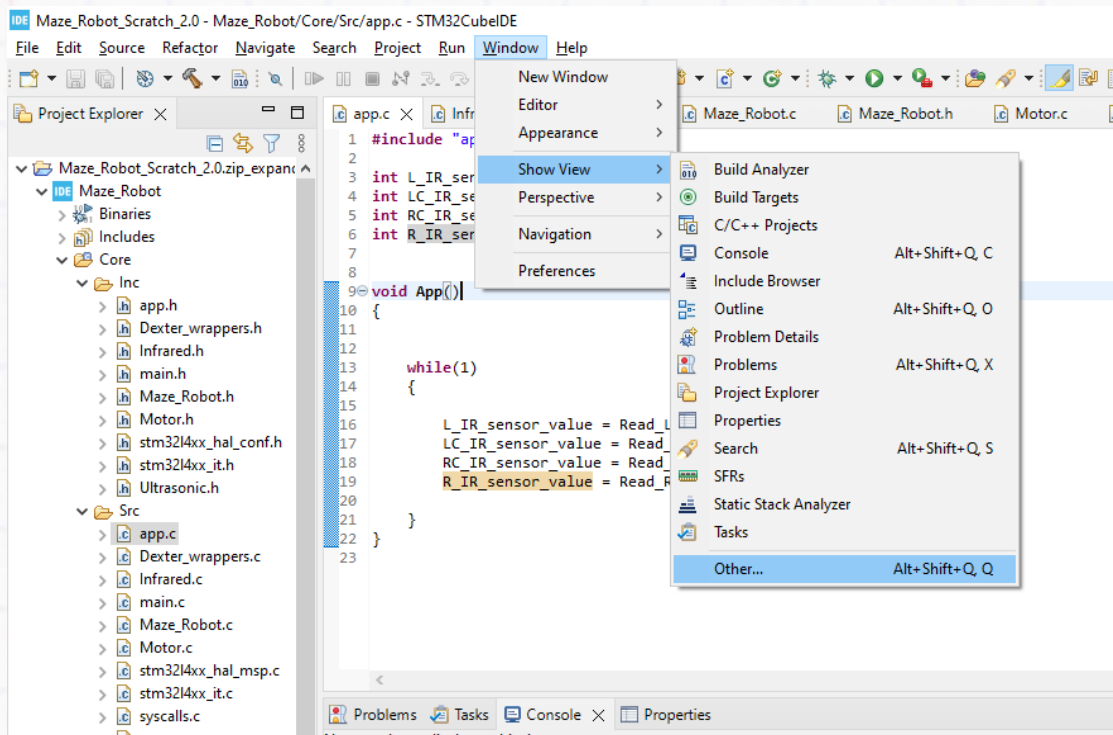 IDE Maze_Robot_Scratch_2.0 - Maze_Robot/Core/Src/app.c - STM32CubeIDE
File Edit Source Refactor Navigate Search Project Run Window Help
Project Explorer
Maze_Robot_Scratch_2.0.zip_expan
IDE Maze_Robot
Binaries
Includes
Core
Inc
app.h
Dexter_wrappers.h
Infrared.h
main.h
Maze_Robot.h
Motor.h
stm32l4xx_hal_conf.h
stm32l4xx_it.h
Ultrasonic.h
Src
app.c
Dexter_wrappers.c
Infrared.c
main.c
Maze_Robot.c
Motor.c
stm32l4xx_hal_msp.c
stm32l4xx_it.c
syscalls.c
app.c Infr Maze_Robot.c Maze_Robot.h Motor.c
1 #include "ap
2
3 int L_IR_sen
4 int LC_IR_se
5 int RC_IR_se
6 int R_IR_sen
7
8
9 void App()
10 {
11
12
13 while(1)
14 {
15
16 L_IR_sensor_value = Read_L
17 LC_IR_sensor_value = Read_
18 RC_IR_sensor_value = Read_
19 R_IR_sensor_value = Read_R
20
21 }
22 }
23
New Window
Editor
Appearance
Show View
Perspective
Navigation
Preferences
Build Analyzer
Build Targets
C/C++ Projects
Console Alt+Shift+Q, C
Include Browser
Outline Alt+Shift+Q, O
Problem Details
Problems Alt+Shift+Q, X
Project Explorer
Properties
Search Alt+Shift+Q, S
SFRs
Static Stack Analyzer
Tasks
Other... Alt+Shift+Q, Q
Problems Tasks Console Properties